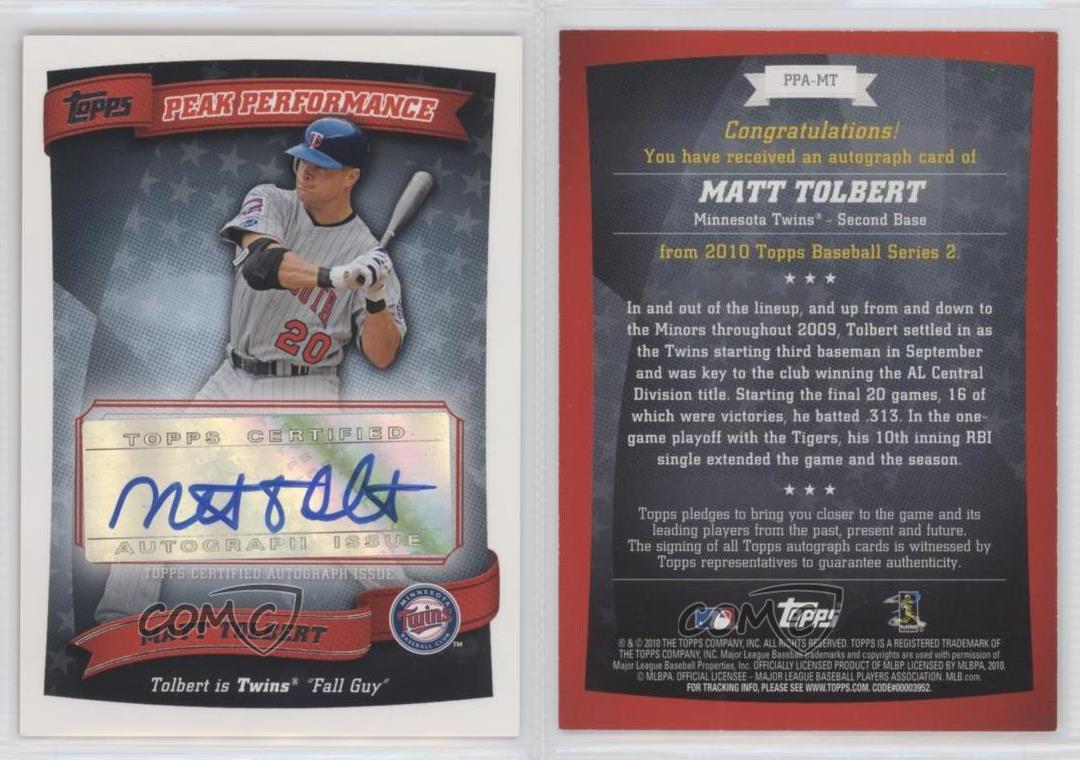 Topps PEAK PERFORMANCE
T
OTA
20
TOPPS CERTIFIED
Matt Tolbert
AUTOGRAPH ISSUE
TOPPS CERTIFIED AUTOGRAPH ISSUE
COMC
MATT TOLBERT
MINNESOTA
Twins
BASEBALL CLUB
TM
Tolbert is Twins® "Fall Guy"
PPA-MT
Congratulations!
You have received an autograph card of
MATT TOLBERT
Minnesota Twins® - Second Base
from 2010 Topps Baseball Series 2.
★ ★ ★
In and out of the lineup, and up from and down to
the Minors throughout 2009, Tolbert settled in as
the Twins starting third baseman in September
and was key to the club winning the AL Central
Division title. Starting the final 20 games, 16 of
which were victories, he batted .313. In the one-
game playoff with the Tigers, his 10th inning RBI
single extended the game and the season.
★ ★ ★
Topps pledges to bring you closer to the game and its
leading players from the past, present and future.
The signing of all Topps autograph cards is witnessed by
Topps representatives to guarantee authenticity.
COMC
Topps
® & © 2010 THE TOPPS COMPANY, INC. ALL RIGHTS RESERVED. TOPPS IS A REGISTERED TRADEMARK OF
THE TOPPS COMPANY, INC. Major League Baseball trademarks and copyrights are used with permission of
Major League Baseball Properties, Inc. OFFICIALLY LICENSED PRODUCT OF MLBP. LICENSED BY MLBPA, 2010.
© MLBPA. OFFICIAL LICENSEE – MAJOR LEAGUE BASEBALL PLAYERS ASSOCIATION. MLB.com.
FOR TRACKING INFO, PLEASE SEE WWW.TOPPS.COM. CODE#00003952.